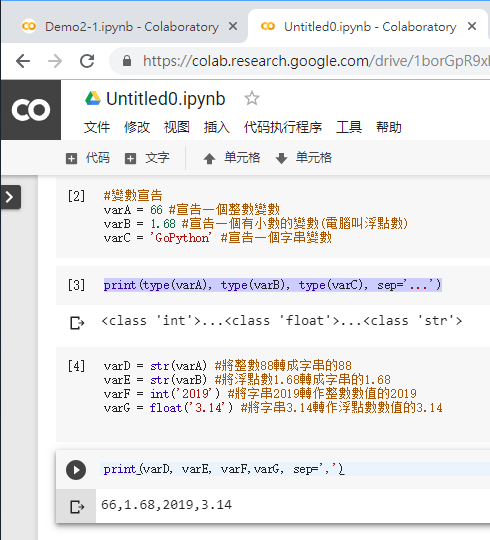 Demo2-1.ipynb - Colaboratory
Untitled0.ipynb - Colaboratory
https://colab.research.google.com/drive/1borGpR9x
Untitled0.ipynb
文件 修改 视图 插入 代码执行程序 工具 帮助
代码 文字 单元格 单元格
[2] #變數宣告
varA = 66 #宣告一個整數變數
varB = 1.68 #宣告一個有小數的變數(電腦叫浮點數)
varC = 'GoPython' #宣告一個字串變數
[3] print(type(varA), type(varB), type(varC), sep='...')
<class 'int'>...<class 'float'>...<class 'str'>
[4] varD = str(varA) #將整數88轉成字串的88
varE = str(varB) #將浮點數1.68轉成字串的1.68
varF = int('2019') #將字串2019轉作整數數值的2019
varG = float('3.14') #將字串3.14轉作浮點數數值的3.14
print(varD, varE, varF,varG, sep=',')
66,1.68,2019,3.14